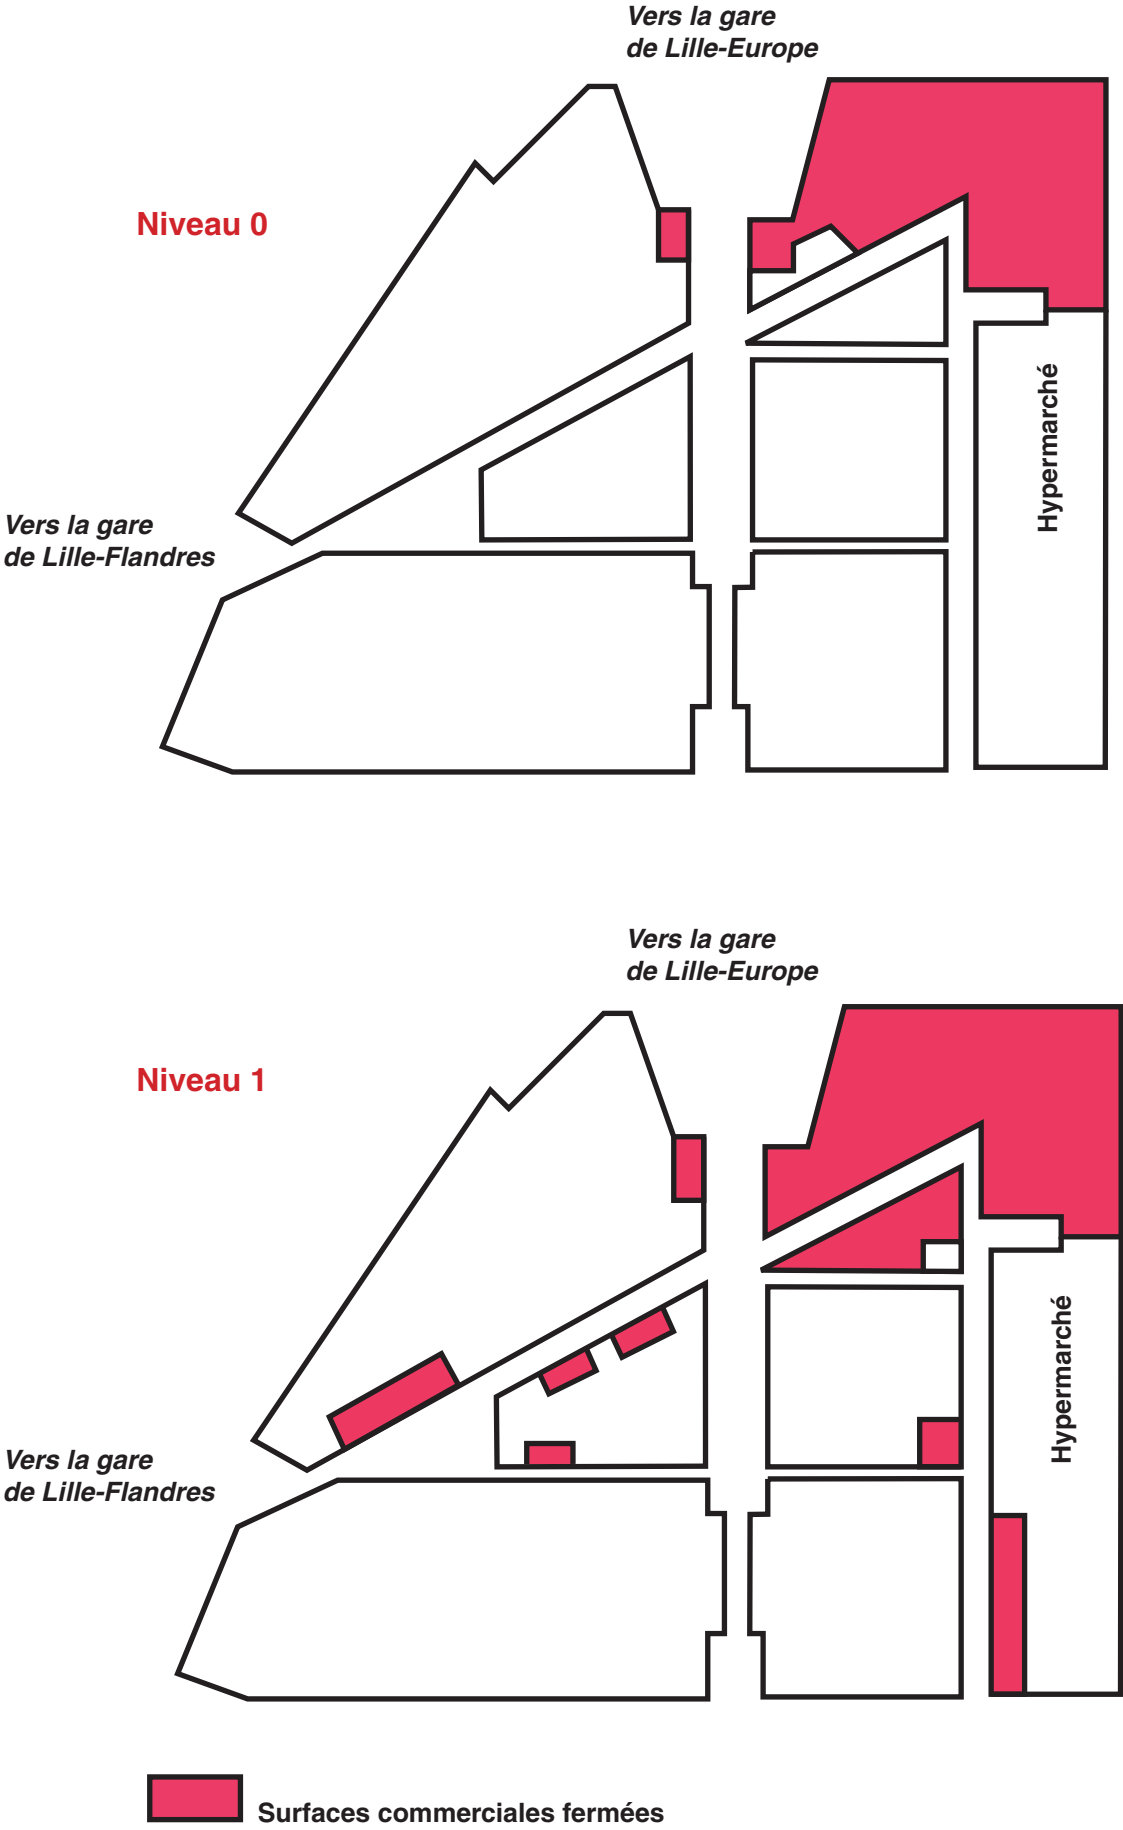 Vers la gare
de Lille-Europe
Niveau 0
Hypermarché
Vers la gare
de Lille-Flandres
Vers la gare
de Lille-Europe
Niveau 1
Hypermarché
Vers la gare
de Lille-Flandres
Surfaces commerciales fermées